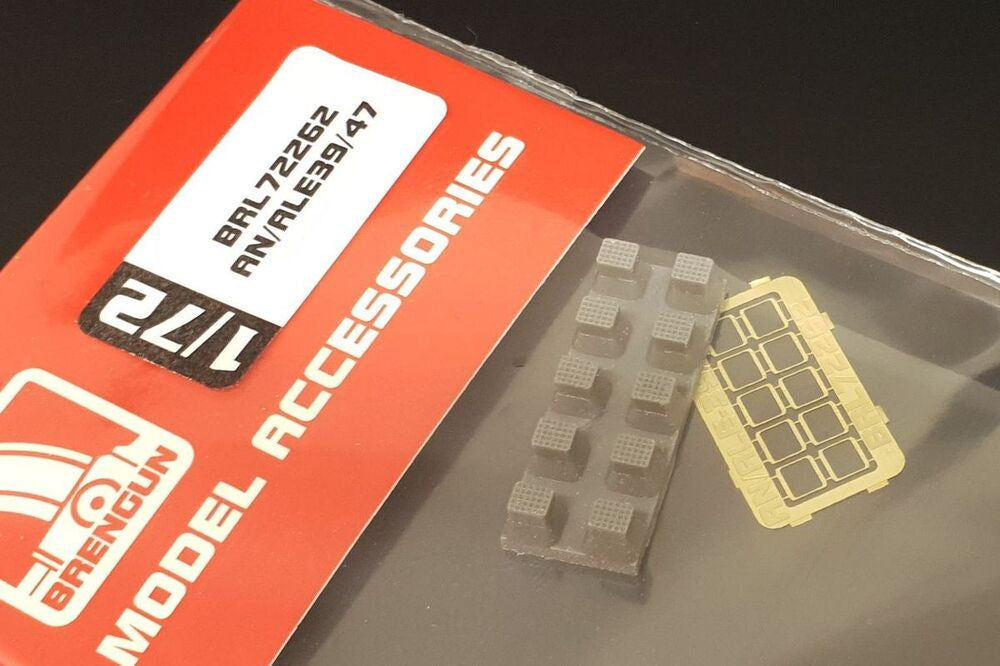 BRL72262
AN/ALE39/47
1/72
BRENGUN
MODEL ACCESSORIES